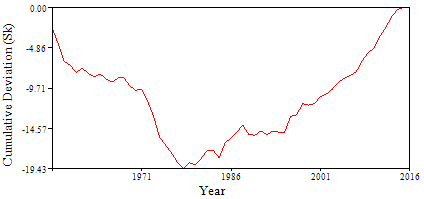 Cumulative Deviation (Sk)
0.00
-4.86
-9.71
-14.57
-19.43
1971 1986 2001 2016
Year